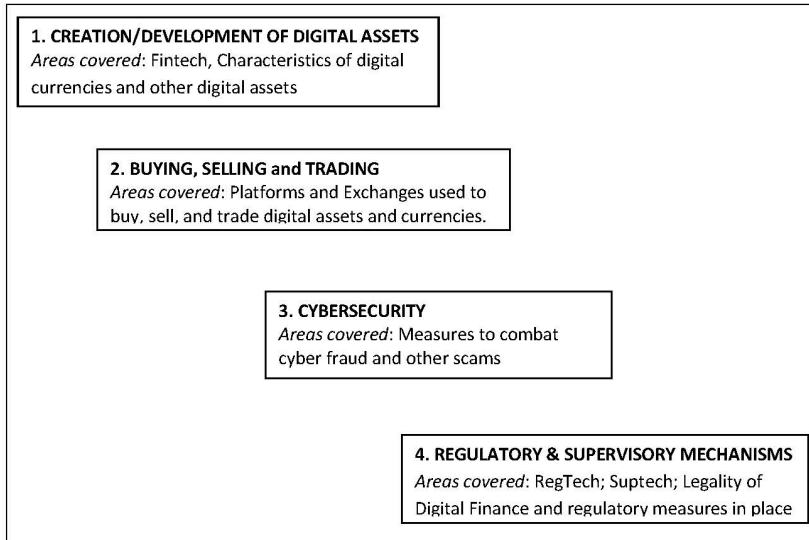 1. CREATION/DEVELOPMENT OF DIGITAL ASSETS
Areas covered: Fintech, Characteristics of digital
currencies and other digital assets
2. BUYING, SELLING and TRADING
Areas covered: Platforms and Exchanges used to
buy, sell, and trade digital assets and currencies.
3. CYBERSECURITY
Areas covered: Measures to combat
cyber fraud and other scams
4. REGULATORY & SUPERVISORY MECHANISMS
Areas covered: RegTech; Suptech; Legality of
Digital Finance and regulatory measures in place